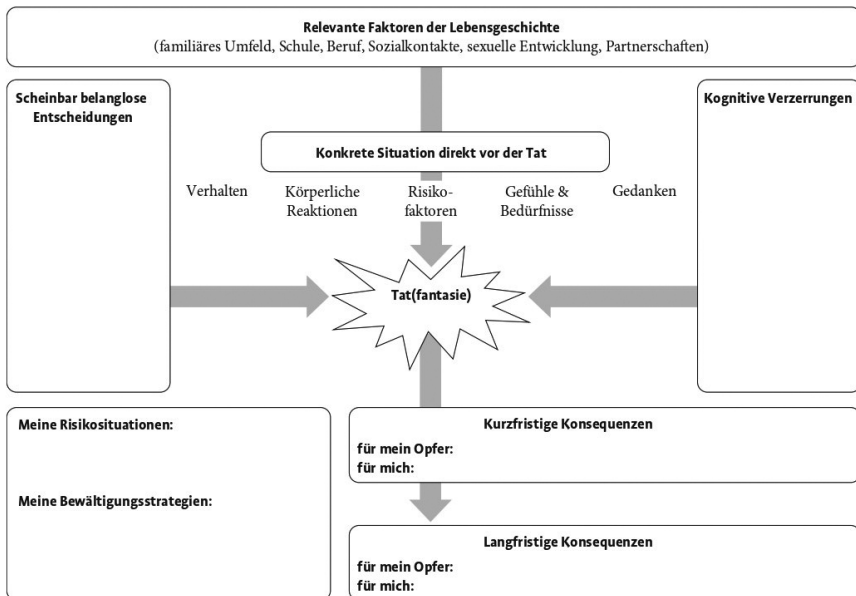 Relevante Faktoren der Lebensgeschichte
(familiäres Umfeld, Schule, Beruf, Sozialkontakte, sexuelle Entwicklung, Partnerschaften)
Scheinbar belanglose
Entscheidungen
Kognitive Verzerrungen
Konkrete Situation direkt vor der Tat
Verhalten
Körperliche
Reaktionen
Risiko-
faktoren
Gefühle &
Bedürfnisse
Gedanken
Tat(fantasie)
Meine Risikosituationen:
Meine Bewältigungsstrategien:
Kurzfristige Konsequenzen
für mein Opfer:
für mich:
Langfristige Konsequenzen
für mein Opfer:
für mich: